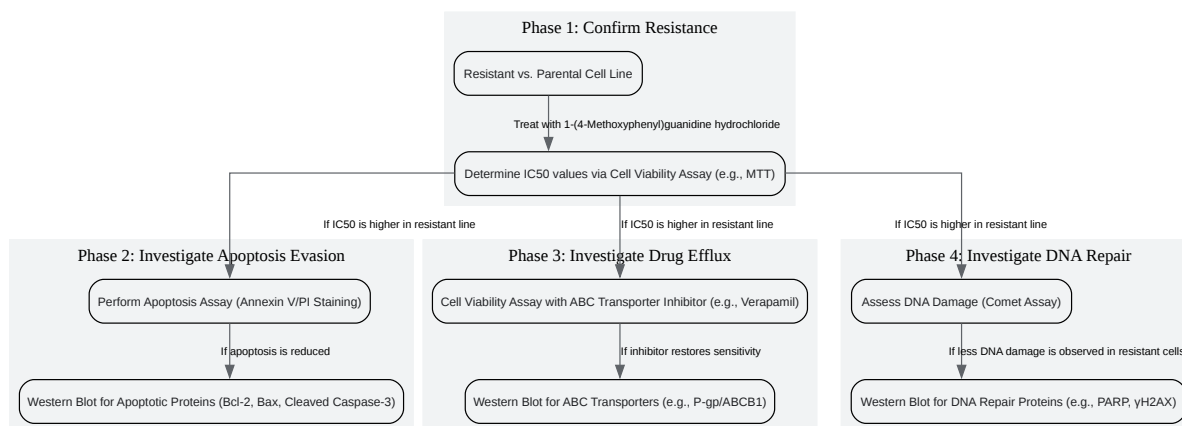 Phase 1: Confirm Resistance
Resistant vs. Parental Cell Line
Treat with 1-(4-Methoxyphenyl)guanidine hydrochloride
Determine IC50 values via Cell Viability Assay (e.g., MTT)
If IC50 is higher in resistant line
If IC50 is higher in resistant line
If IC50 is higher in resistant line
Phase 2: Investigate Apoptosis Evasion
Perform Apoptosis Assay (Annexin V/PI Staining)
If apoptosis is reduced
Western Blot for Apoptotic Proteins (Bcl-2, Bax, Cleaved Caspase-3)
Phase 3: Investigate Drug Efflux
Cell Viability Assay with ABC Transporter Inhibitor (e.g., Verapamil)
If inhibitor restores sensitivity
Western Blot for ABC Transporters (e.g., P-gp/ABCB1)
Phase 4: Investigate DNA Repair
Assess DNA Damage (Comet Assay)
If less DNA damage is observed in resistant cells
Western Blot for DNA Repair Proteins (e.g., PARP, γH2AX)